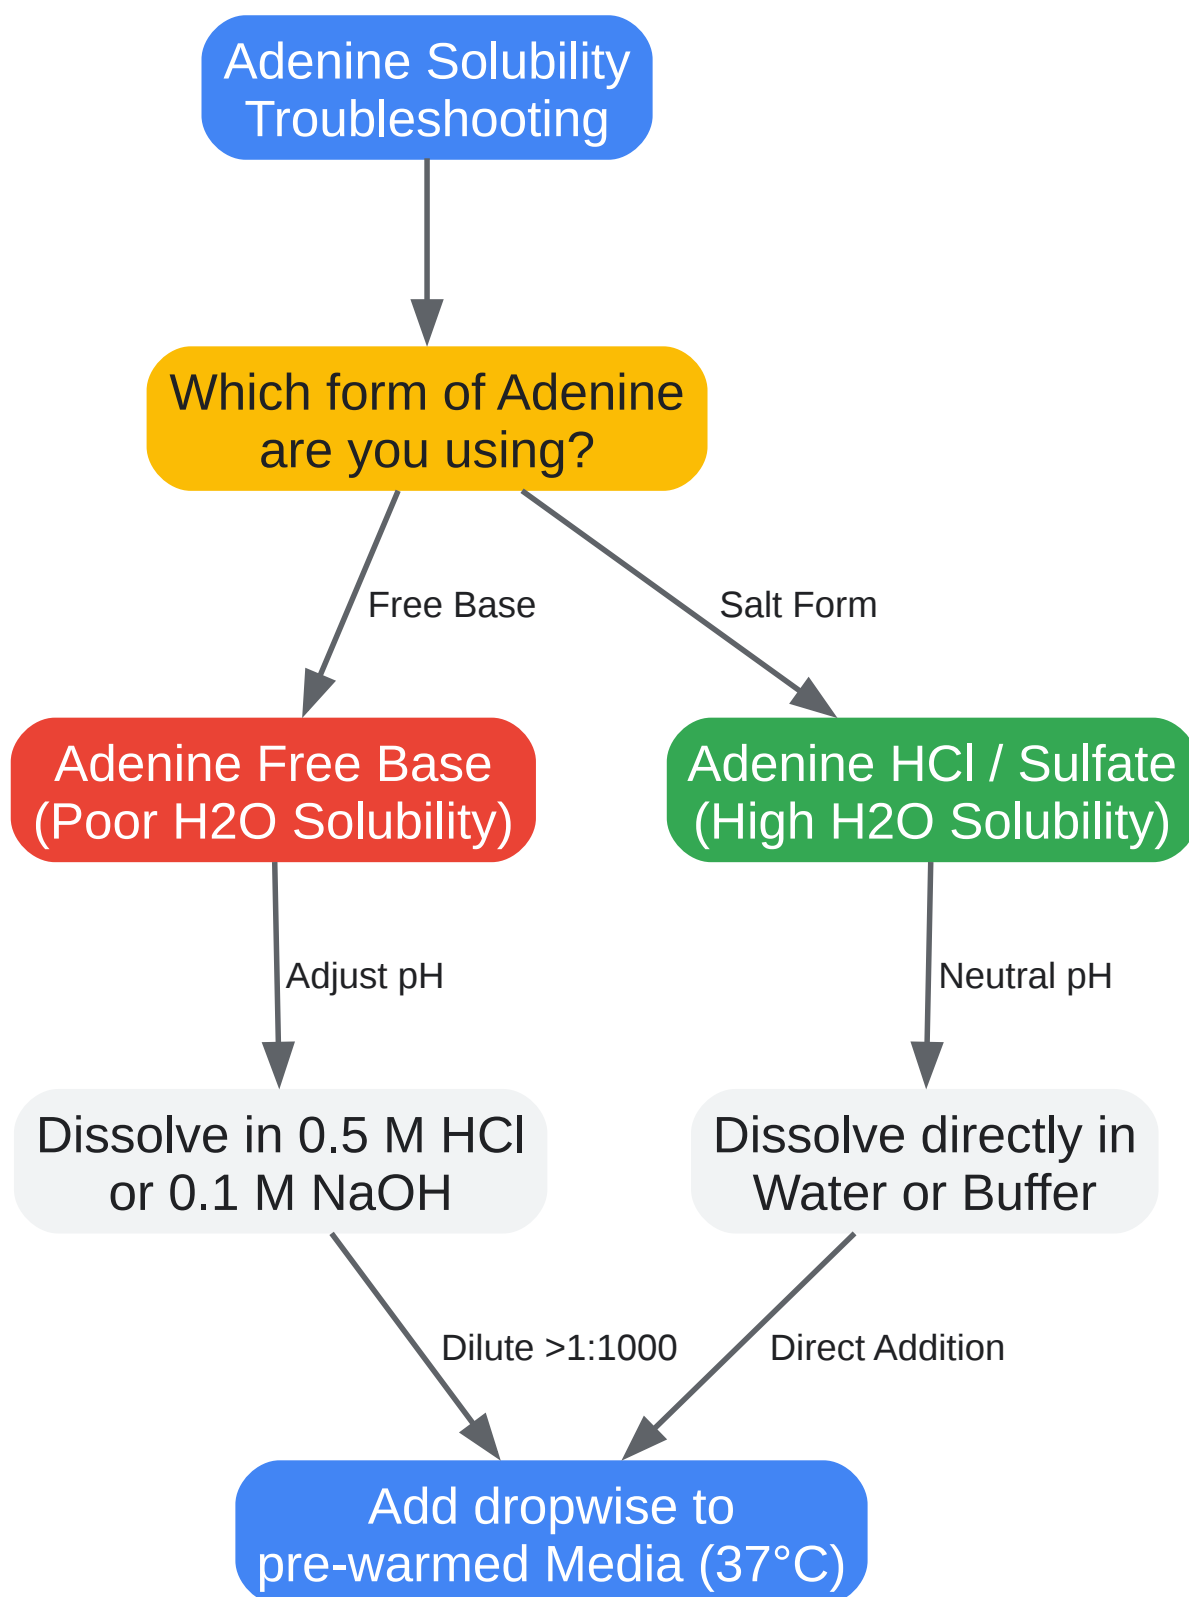 Adenine Solubility
Troubleshooting
Which form of Adenine
are you using?
Free Base
Salt Form
Adenine Free Base
(Poor H2O Solubility)
Adenine HCl / Sulfate
(High H2O Solubility)
Adjust pH
Neutral pH
Dissolve in 0.5 M HCl
or 0.1 M NaOH
Dissolve directly in
Water or Buffer
Dilute >1:1000
Direct Addition
Add dropwise to
pre-warmed Media (37°C)